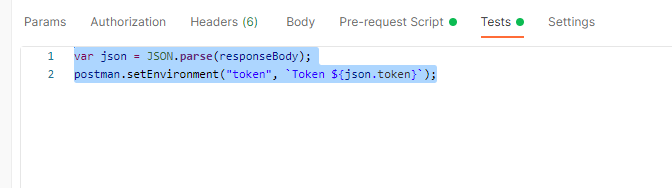 Params Authorization Headers (6) Body Pre-request Script Tests Settings
1 var json = JSON.parse(responseBody);
2 postman.setEnvironment("token", `Token ${json.token}`);